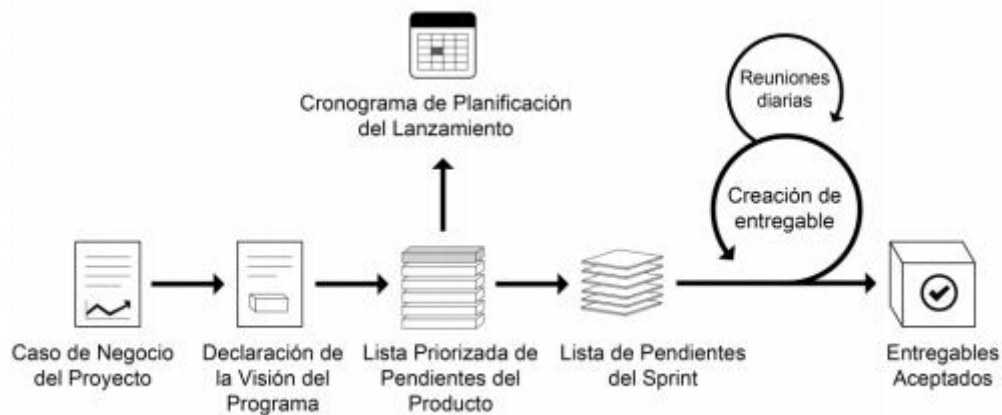 Cronograma de Planificación
del Lanzamiento
Reuniones
diarias
Creación de
entregable
Caso de Negocio
del Proyecto
Declaración de
la Visión del
Programa
Lista Priorizada de
Pendientes del
Producto
Lista de Pendientes
del Sprint
Entregables
Aceptados